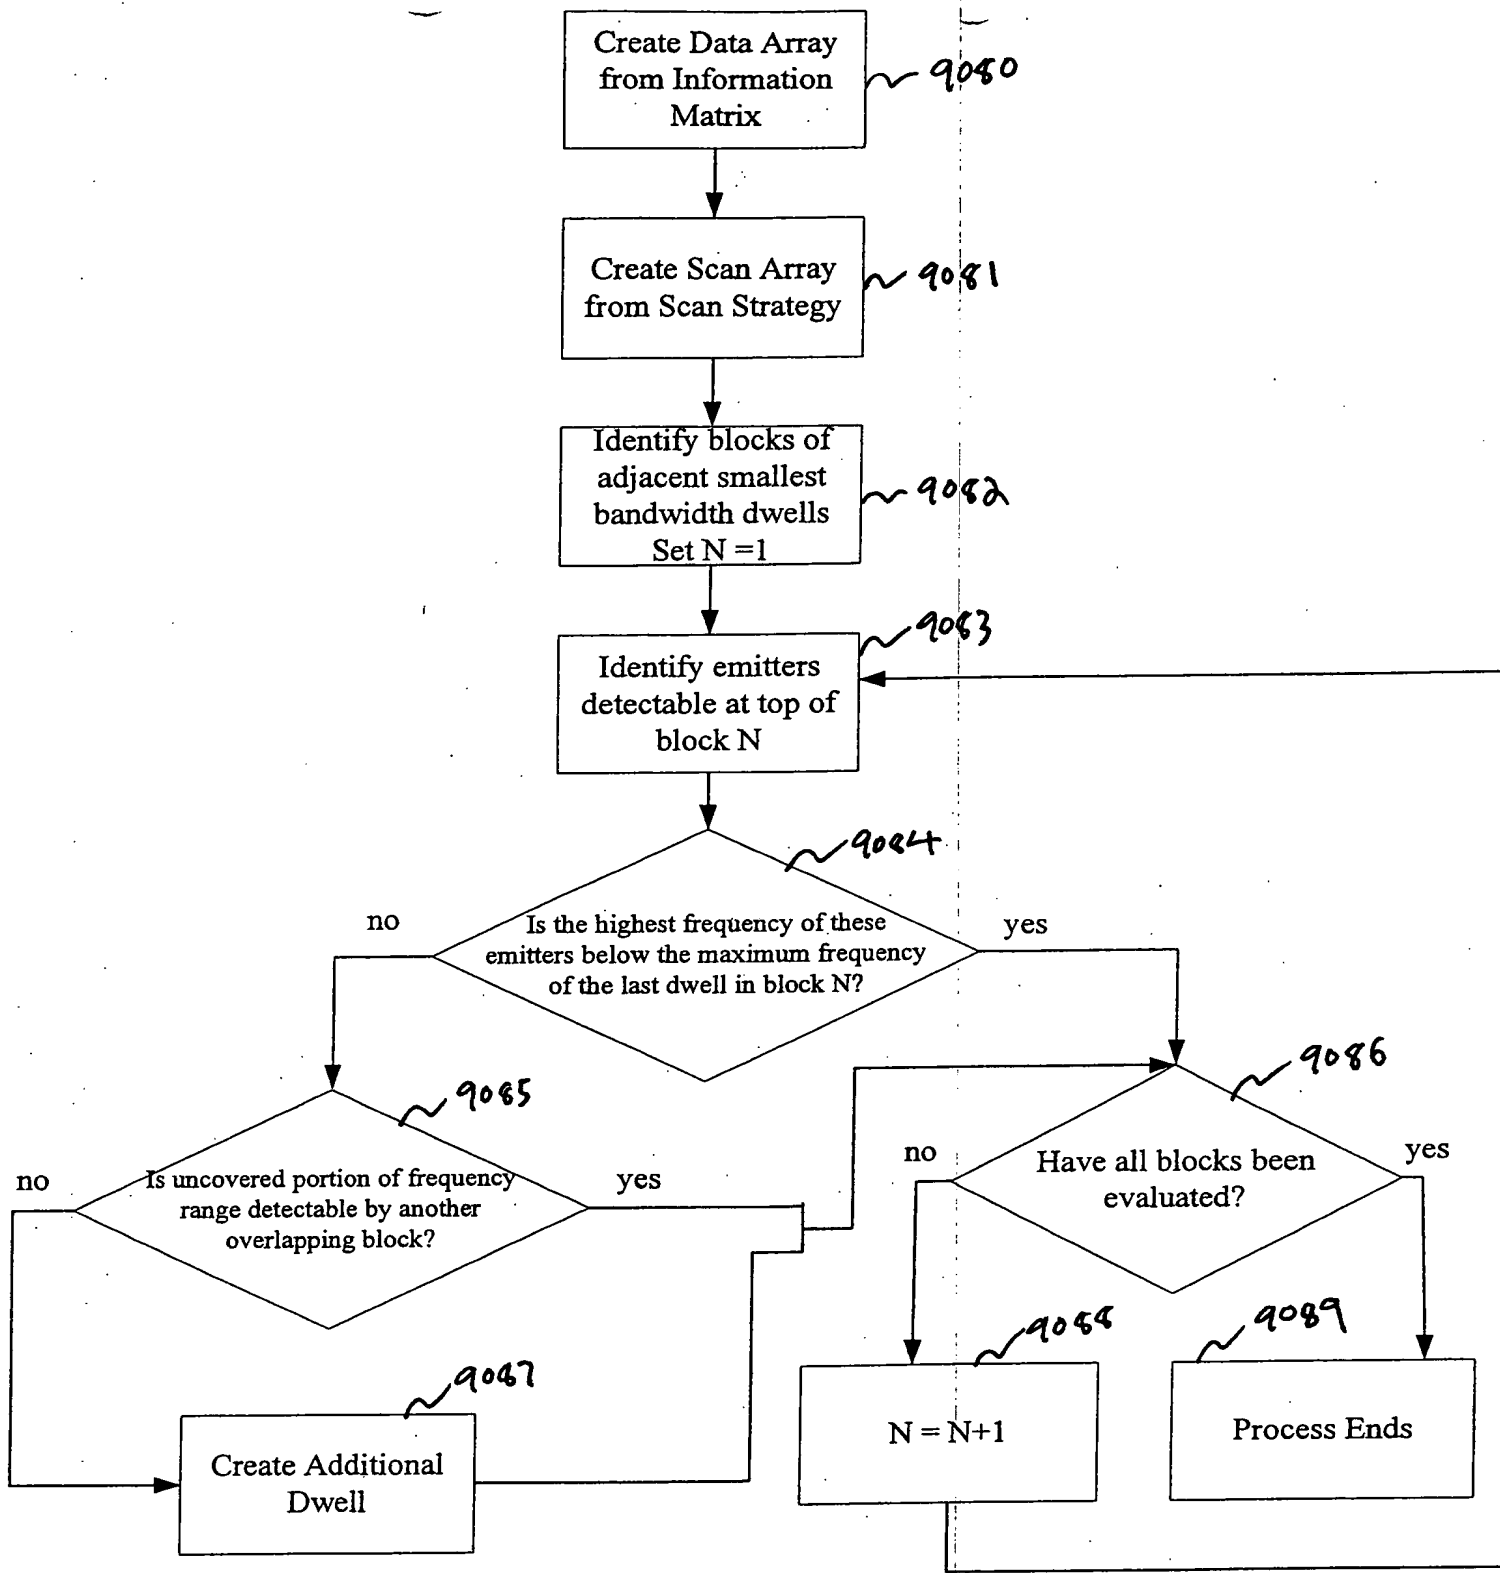 Create Data Array
from Information
Matrix
9080
Create Scan Array
from Scan Strategy
9081
Identify blocks of
adjacent smallest
bandwidth dwells
Set N =1
9082
9083
Identify emitters
detectable at top of
block N
9084
no
Is the highest frequency of these
emitters below the maximum frequency
of the last dwell in block N?
yes
9085
9086
no
Is uncovered portion of frequency
range detectable by another
overlapping block?
yes
no
Have all blocks been
evaluated?
yes
9087
Create Additional
Dwell
9088
N = N+1
9089
Process Ends